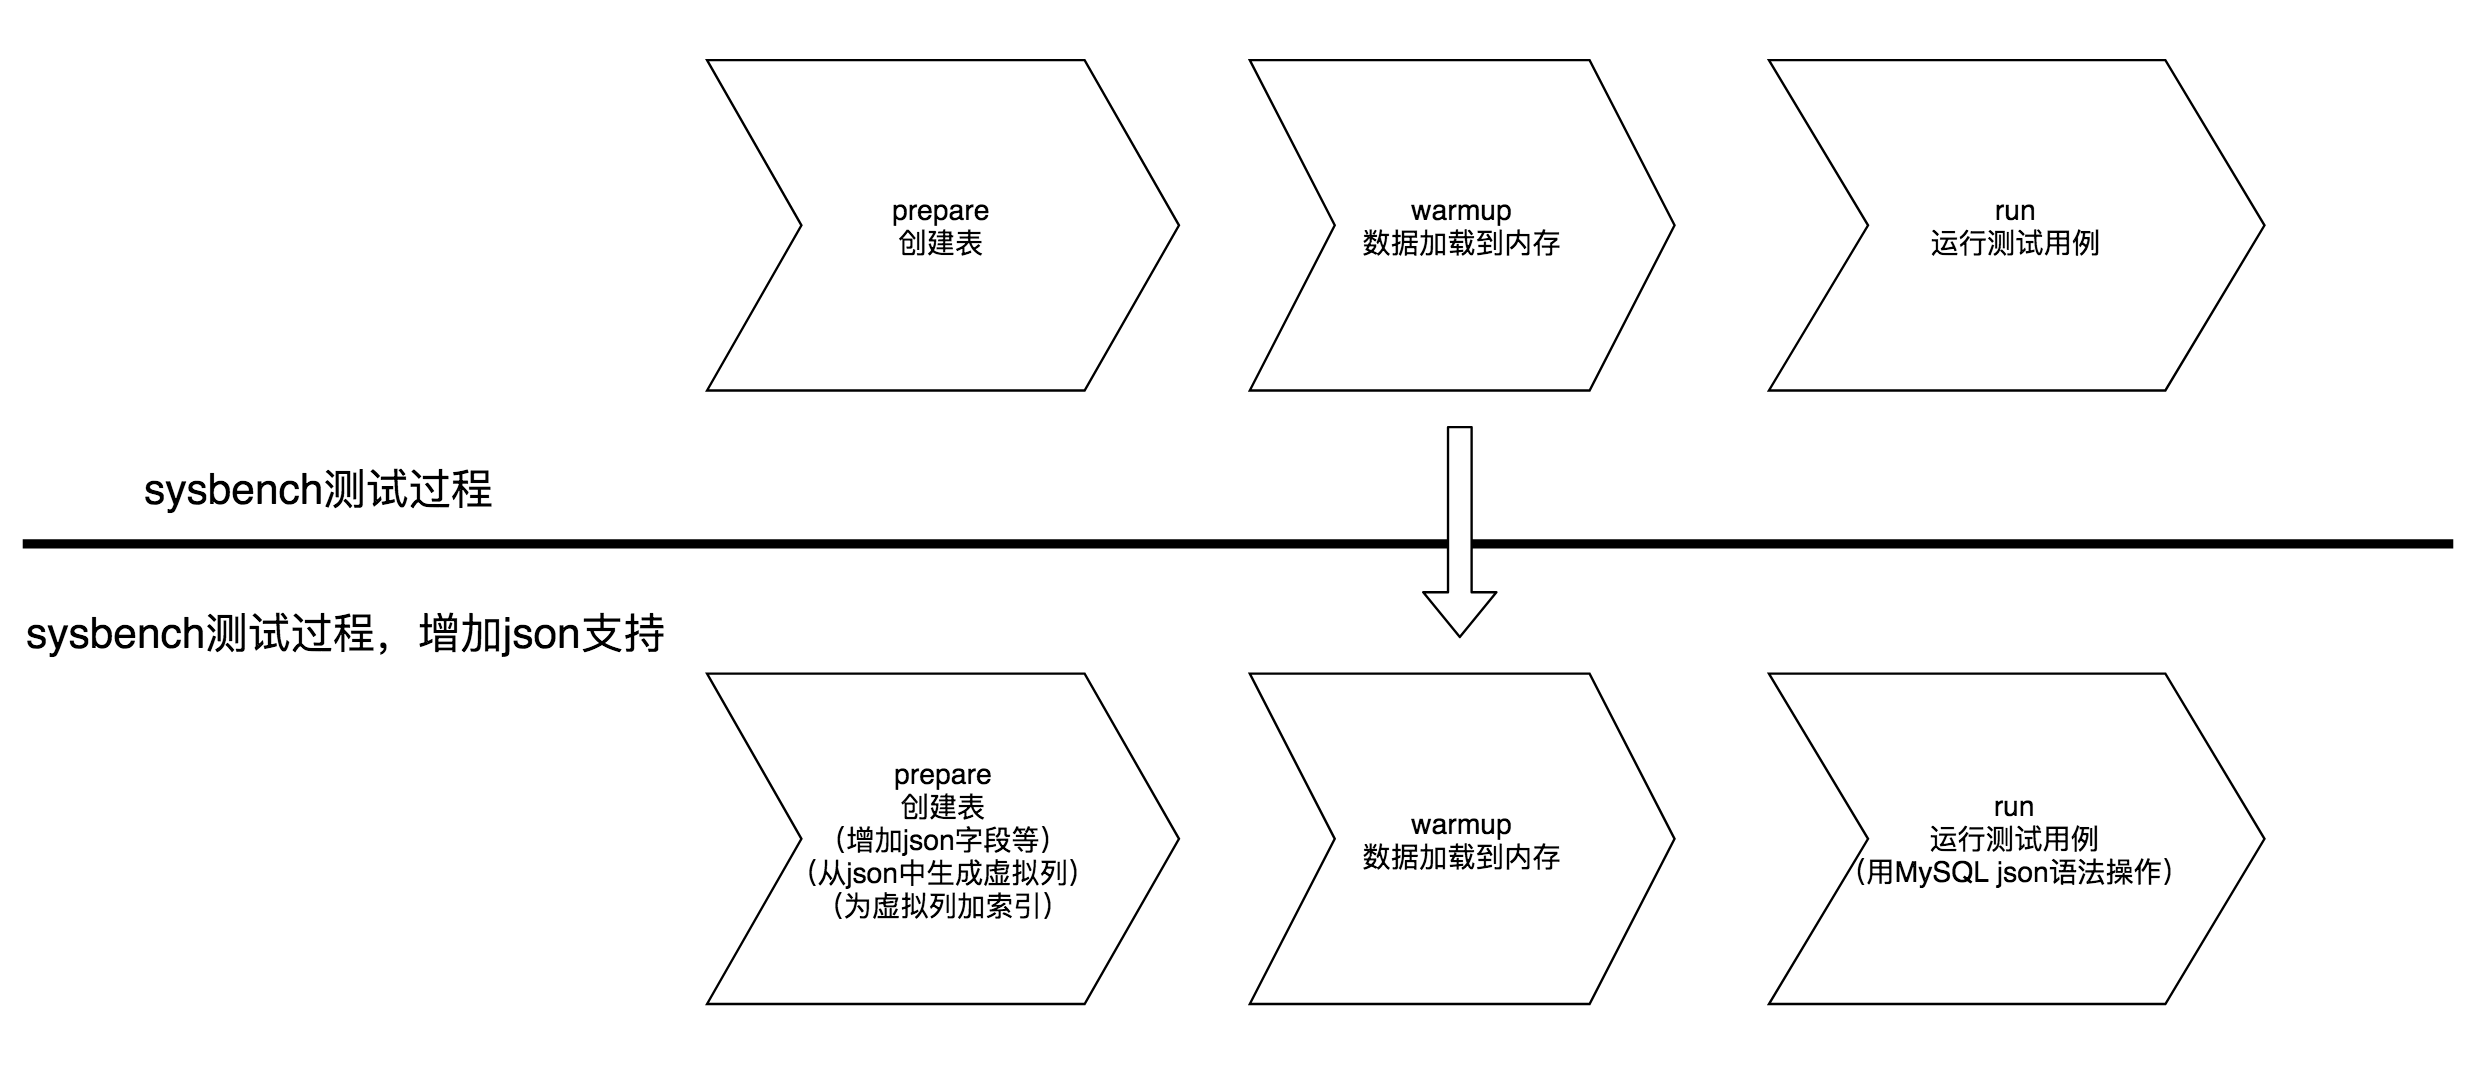 prepare
创建表
warmup
数据加载到内存
run
运行测试用例
sysbench测试过程
sysbench测试过程，增加json支持
prepare
创建表
（增加json字段等）
（从json中生成虚拟列）
（为虚拟列加索引）
warmup
数据加载到内存
run
运行测试用例
（用MySQL json语法操作）